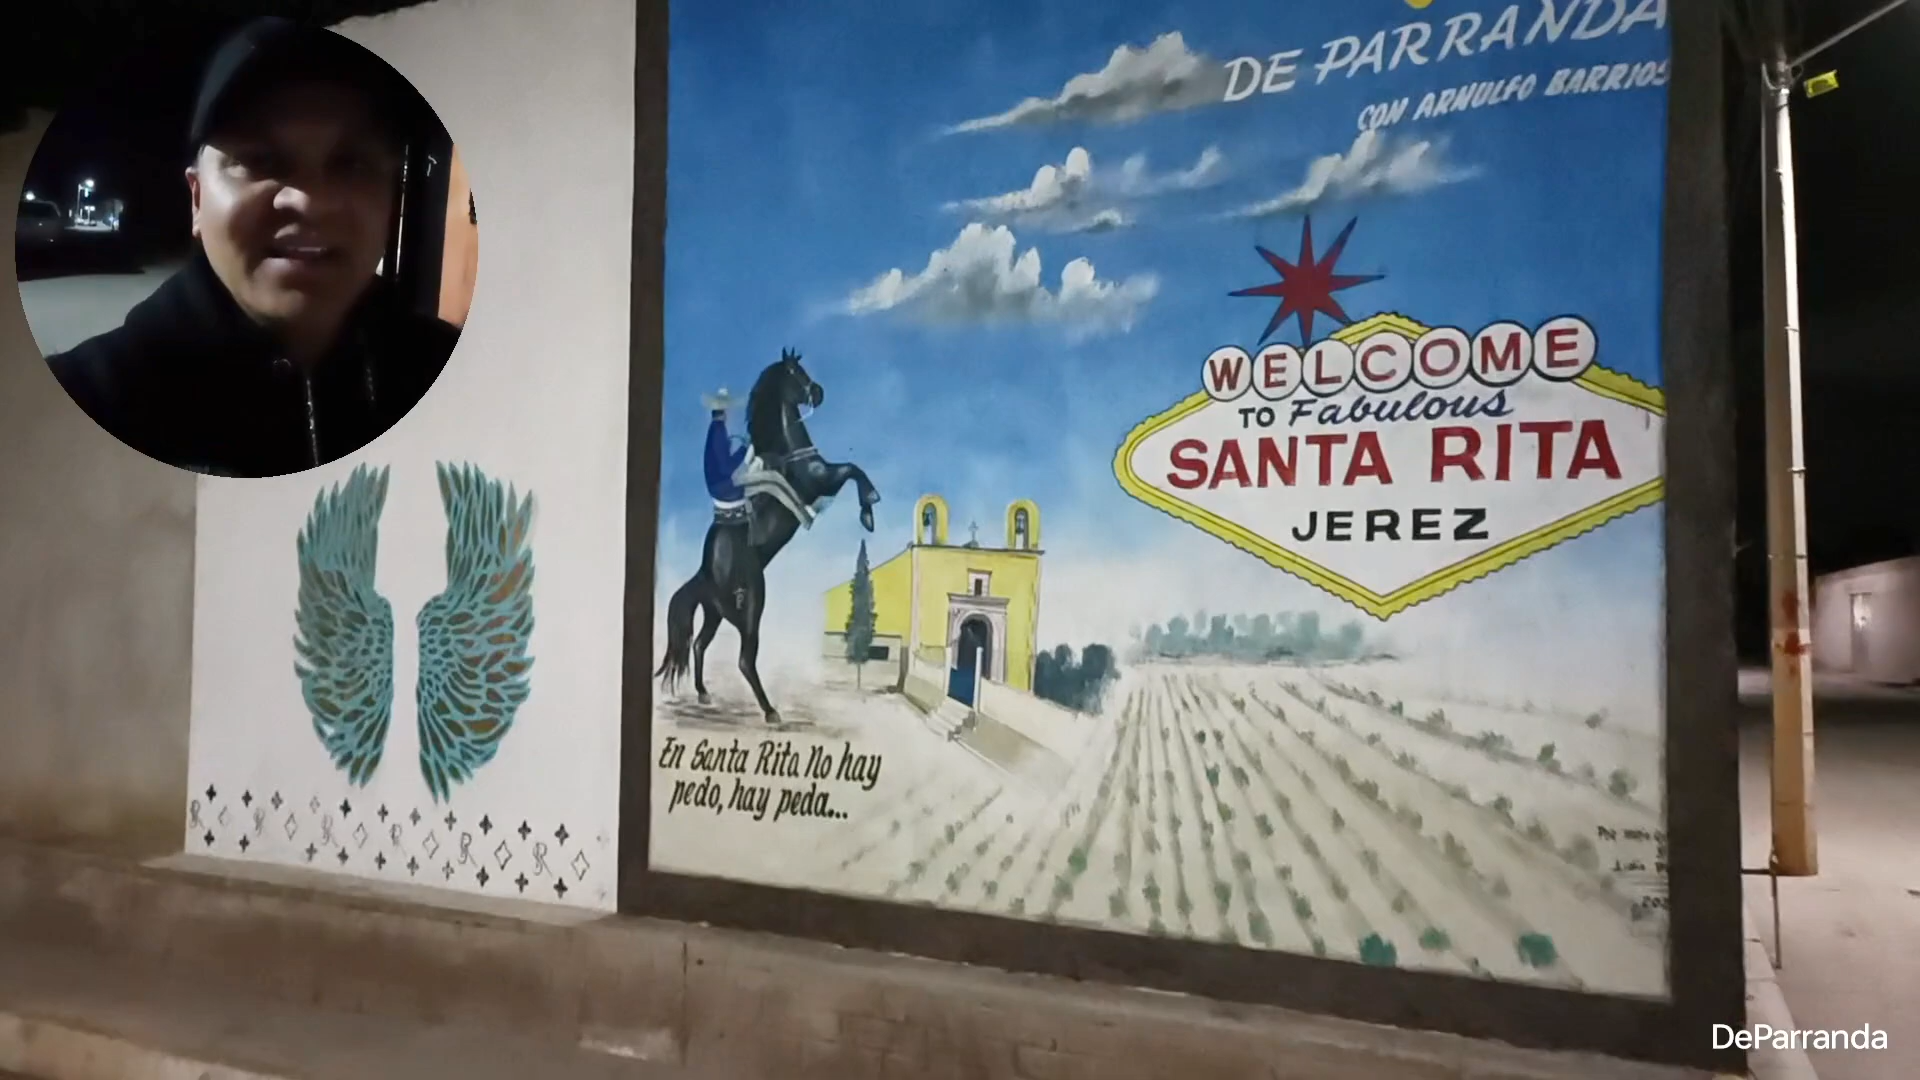 DE PARRANDA
CON ARNULFO BARRIOS
WELCOME
TO Fabulous
SANTA RITA
JEREZ
En Santa Rita No hay
pedo, hay peda...
DeParranda